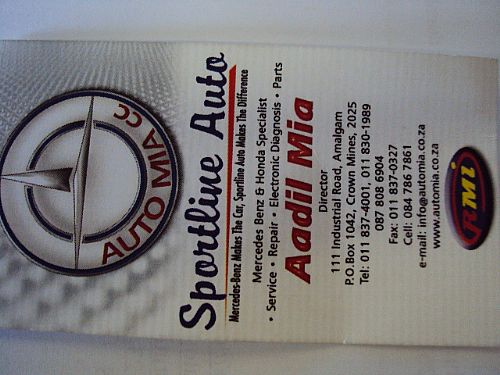 AUTO MIA CC
Sportline Auto
Mercedes-Benz Makes The Car, Sportline Auto Makes The Difference
Mercedes Benz & Honda Specialist
• Service • Repair • Electronic Diagnosis • Parts
Aadil Mia
Director
111 Industrial Road, Amalgam
P.O. Box 1042, Crown Mines, 2025
Tel: 011 837-4001, 011 830-1989
087 808 6904
Fax: 011 837-0327
Cell: 084 786 7861
e-mail: info@automia.co.za
www.automia.co.za
RMi